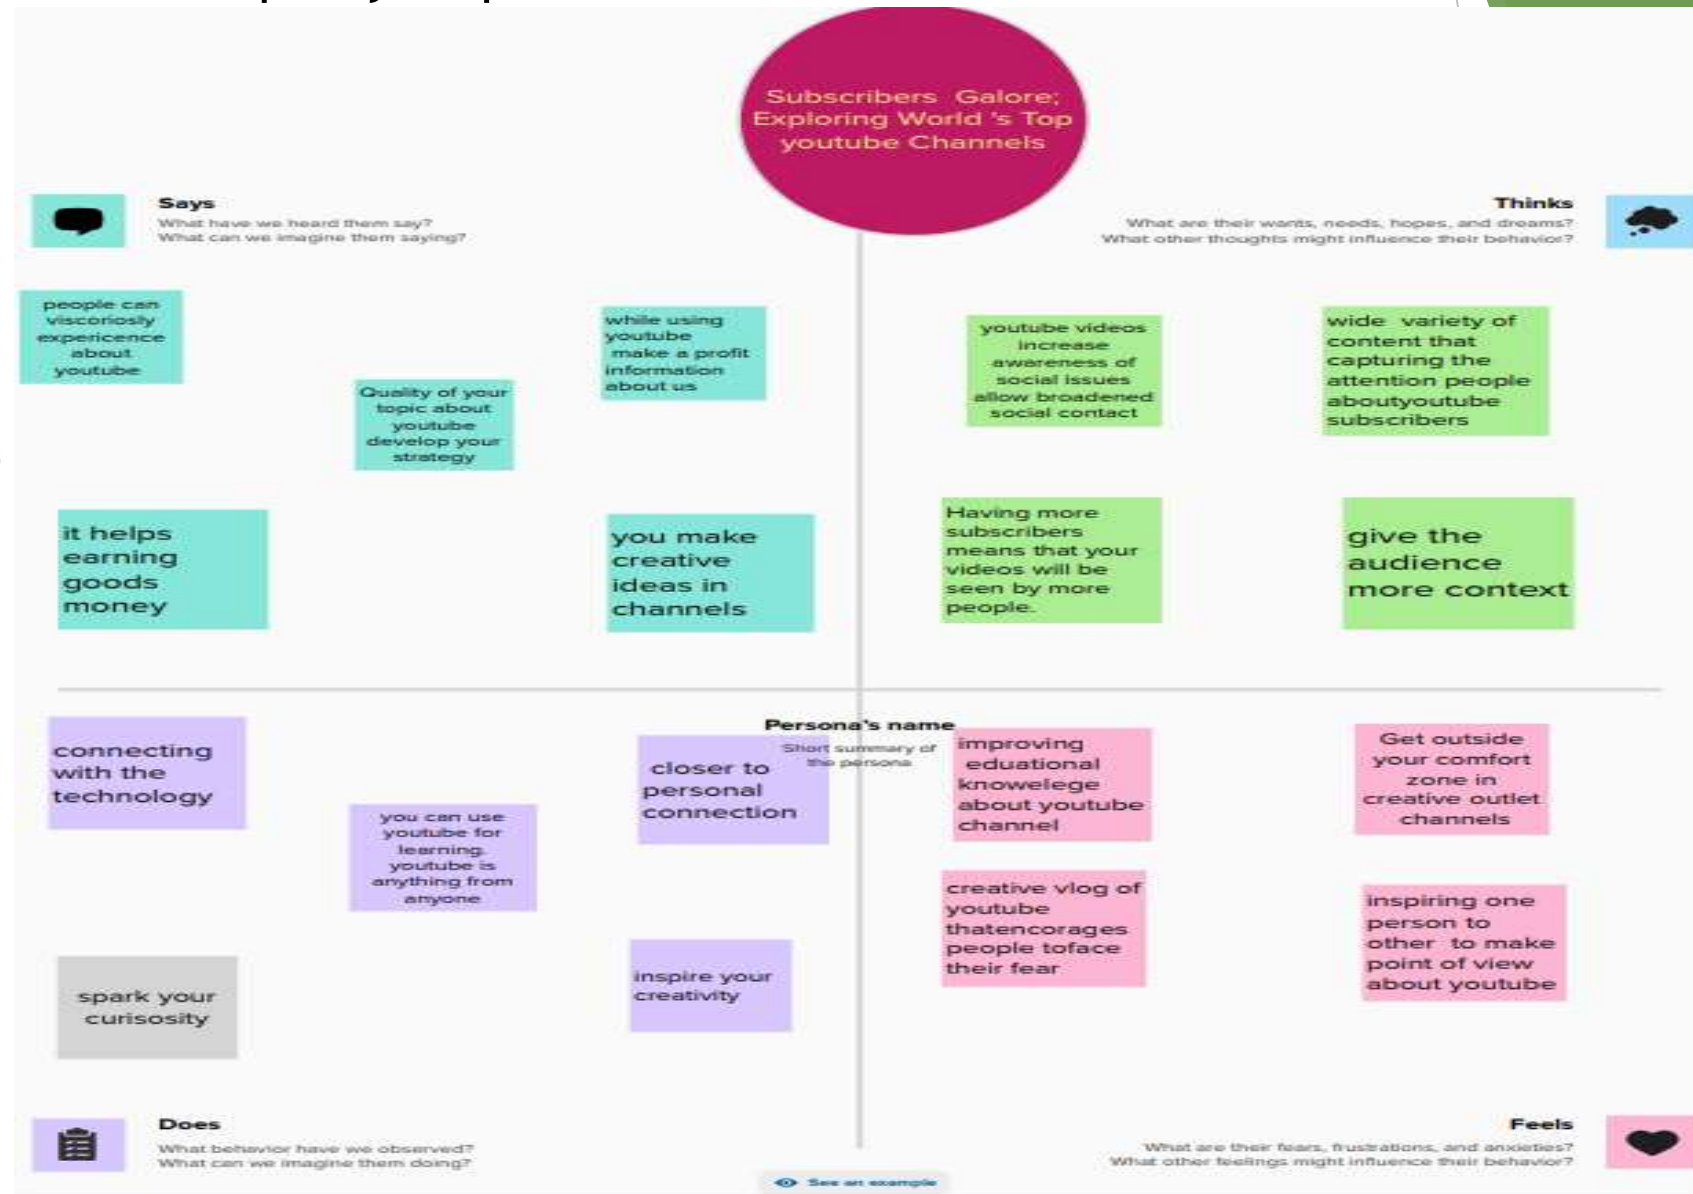 Subscribers Galore;
Exploring World 's Top
youtube Channels
Says
What have we heard them say?
What can we imagine them saying?
Thinks
What are their wants, needs, hopes, and dreams?
What other thoughts might influence their behavior?
people can
viscoriosly
expericence
about
youtube
Quality of your
topic about
youtube
develop your
strategy
while using
youtube
make a profit
information
about us
it helps
earning
goods
money
you make
creative
ideas in
channels
youtube videos
increase
awareness of
social issues
allow broadened
social contact
wide variety of
content that
capturing the
attention people
aboutyoutube
subscribers
Having more
subscribers
means that your
videos will be
seen by more
people.
give the
audience
more context
Persona's name
Short summary of
the persona
connecting
with the
technology
you can use
youtube for
learning.
youtube is
anything from
anyone
closer to
personal
connection
spark your
curisosity
inspire your
creativity
improving
eduational
knowelege
about youtube
channel
Get outside
your comfort
zone in
creative outlet
channels
creative vlog of
youtube
thatencorages
people toface
their fear
inspiring one
person to
other to make
point of view
about youtube
Does
What behavior have we observed?
What can we imagine them doing?
Feels
What are their fears, frustrations, and anxieties?
What other feelings might influence their behavior?
See an example